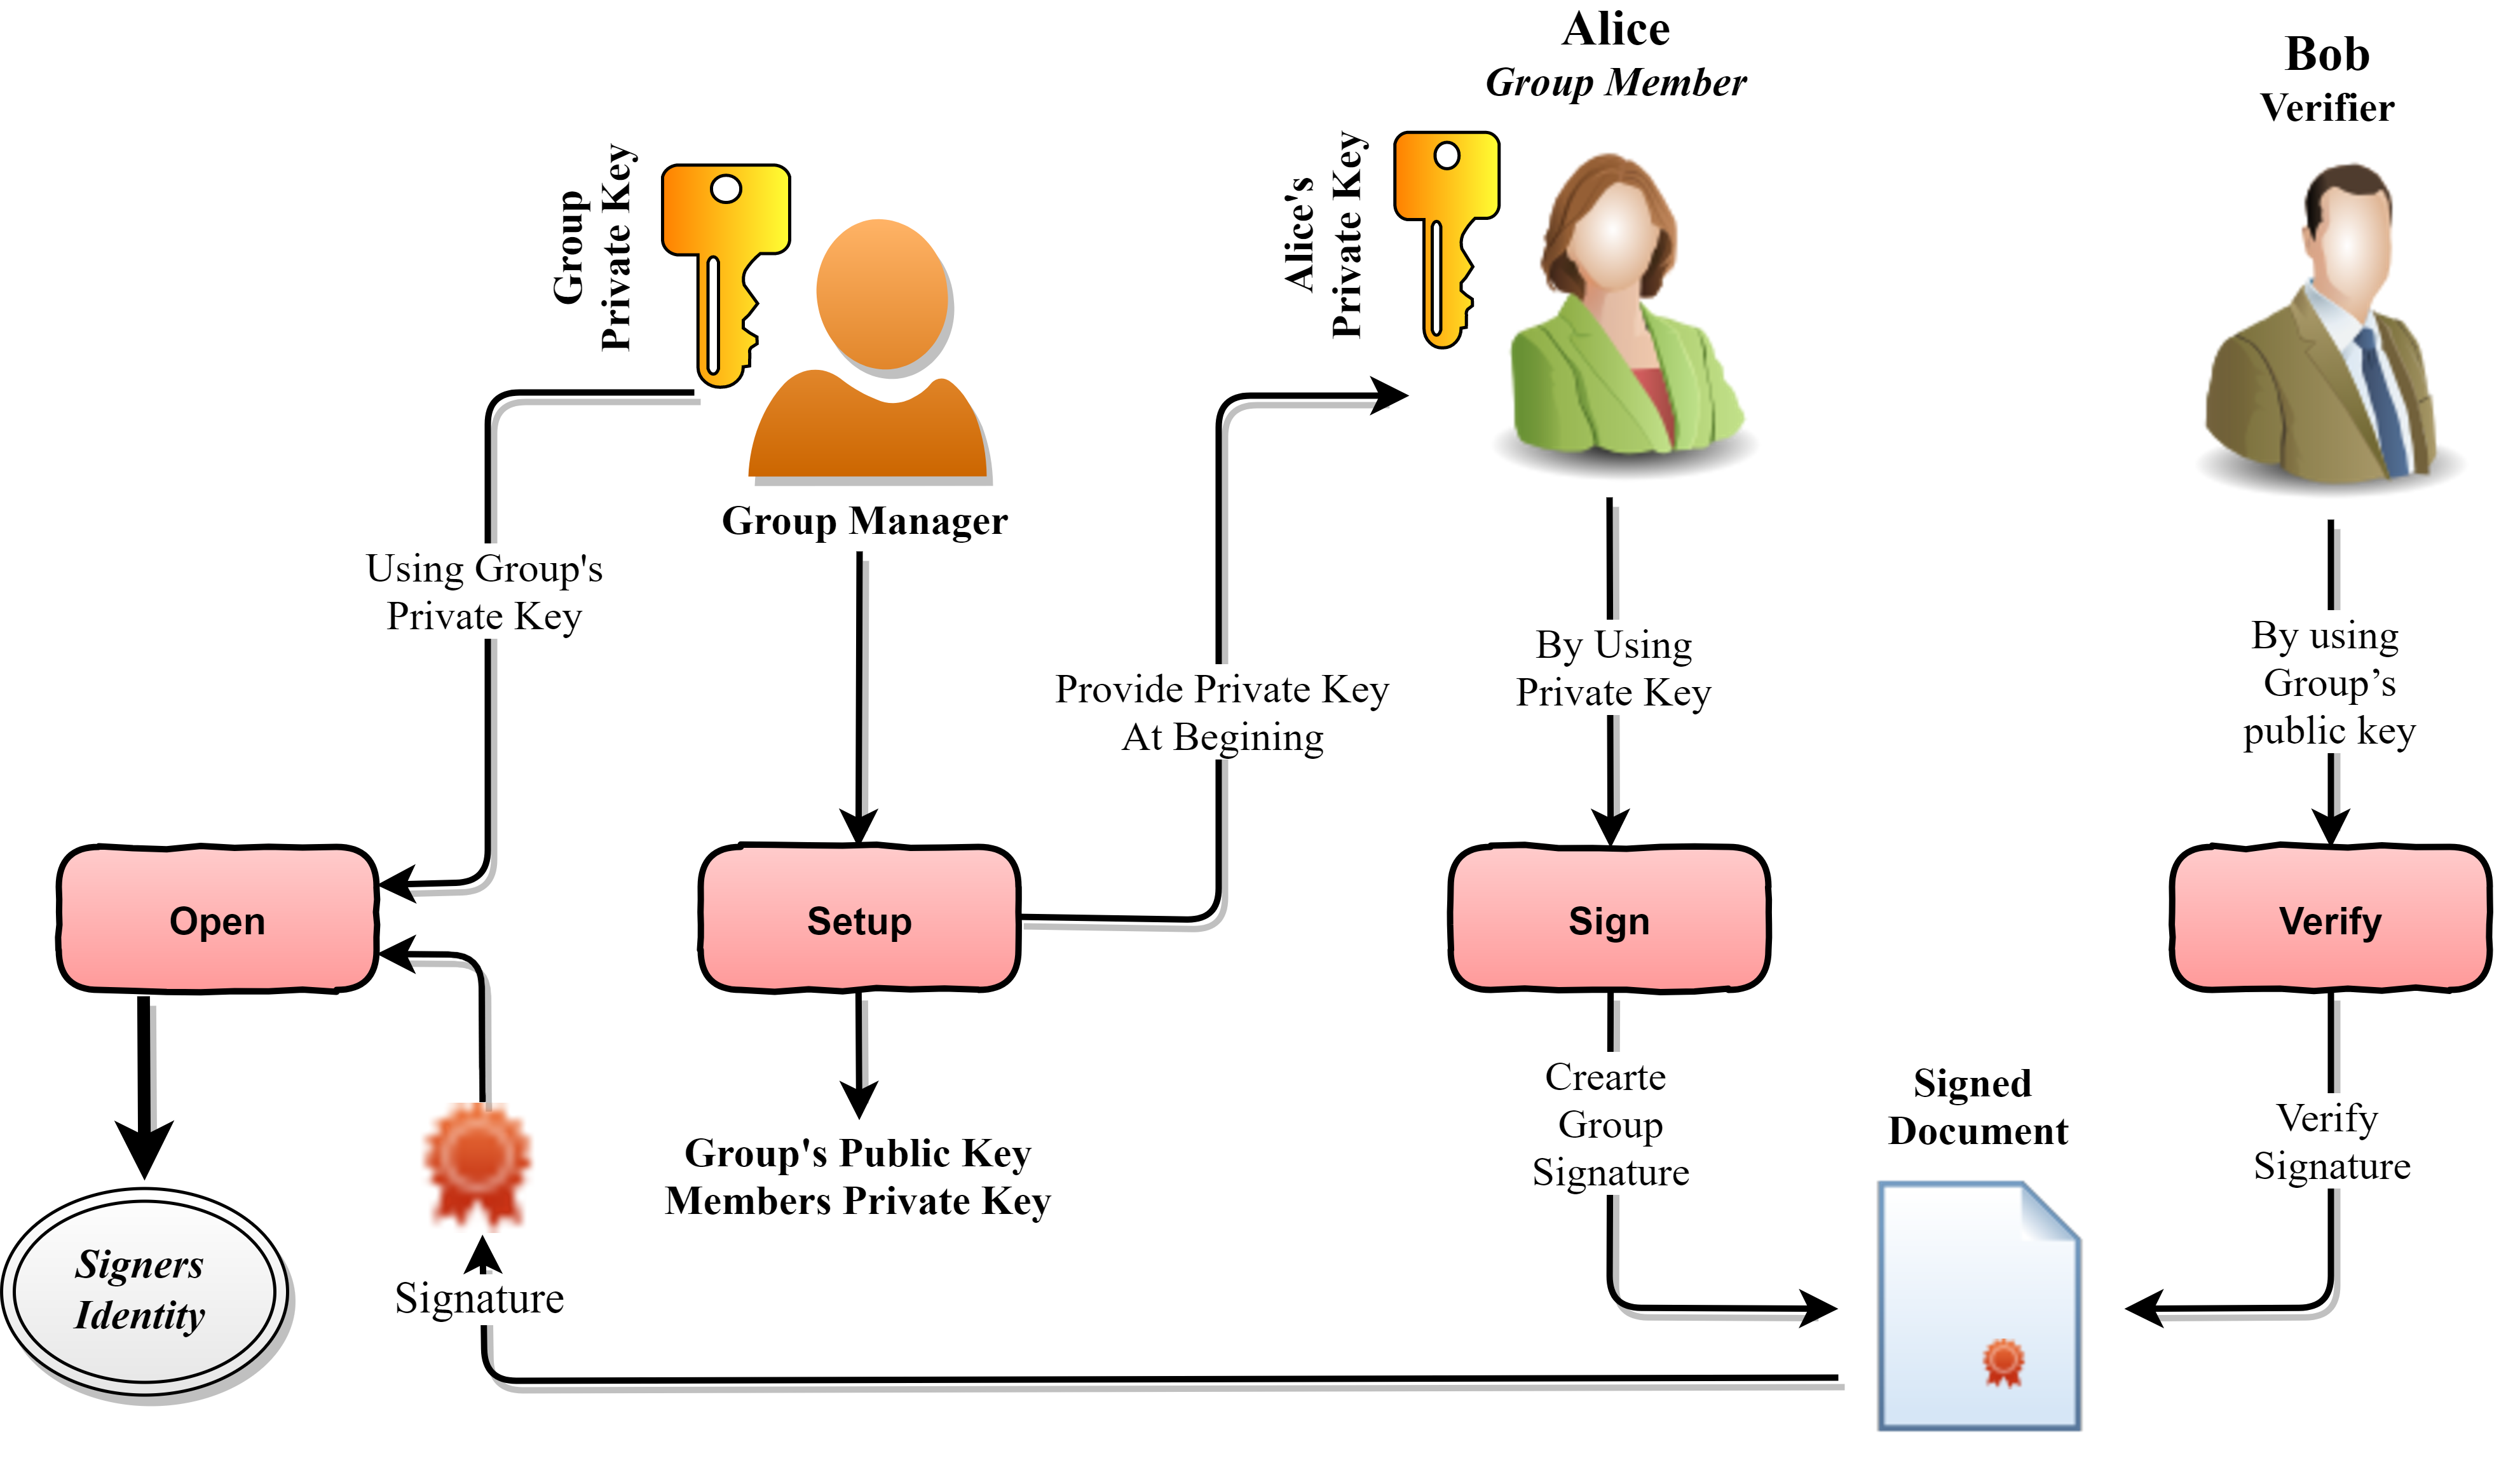 Alice
Group Member
Bob
Verifier
Group
Private Key
Alice's
Private Key
Group Manager
Using Group's
Private Key
Provide Private Key
At Begining
By Using
Private Key
By using
Group’s
public key
Open
Setup
Sign
Verify
Crearte
Group
Signature
Signed
Document
Verify
Signature
Group's Public Key
Members Private Key
Signers
Identity
Signature